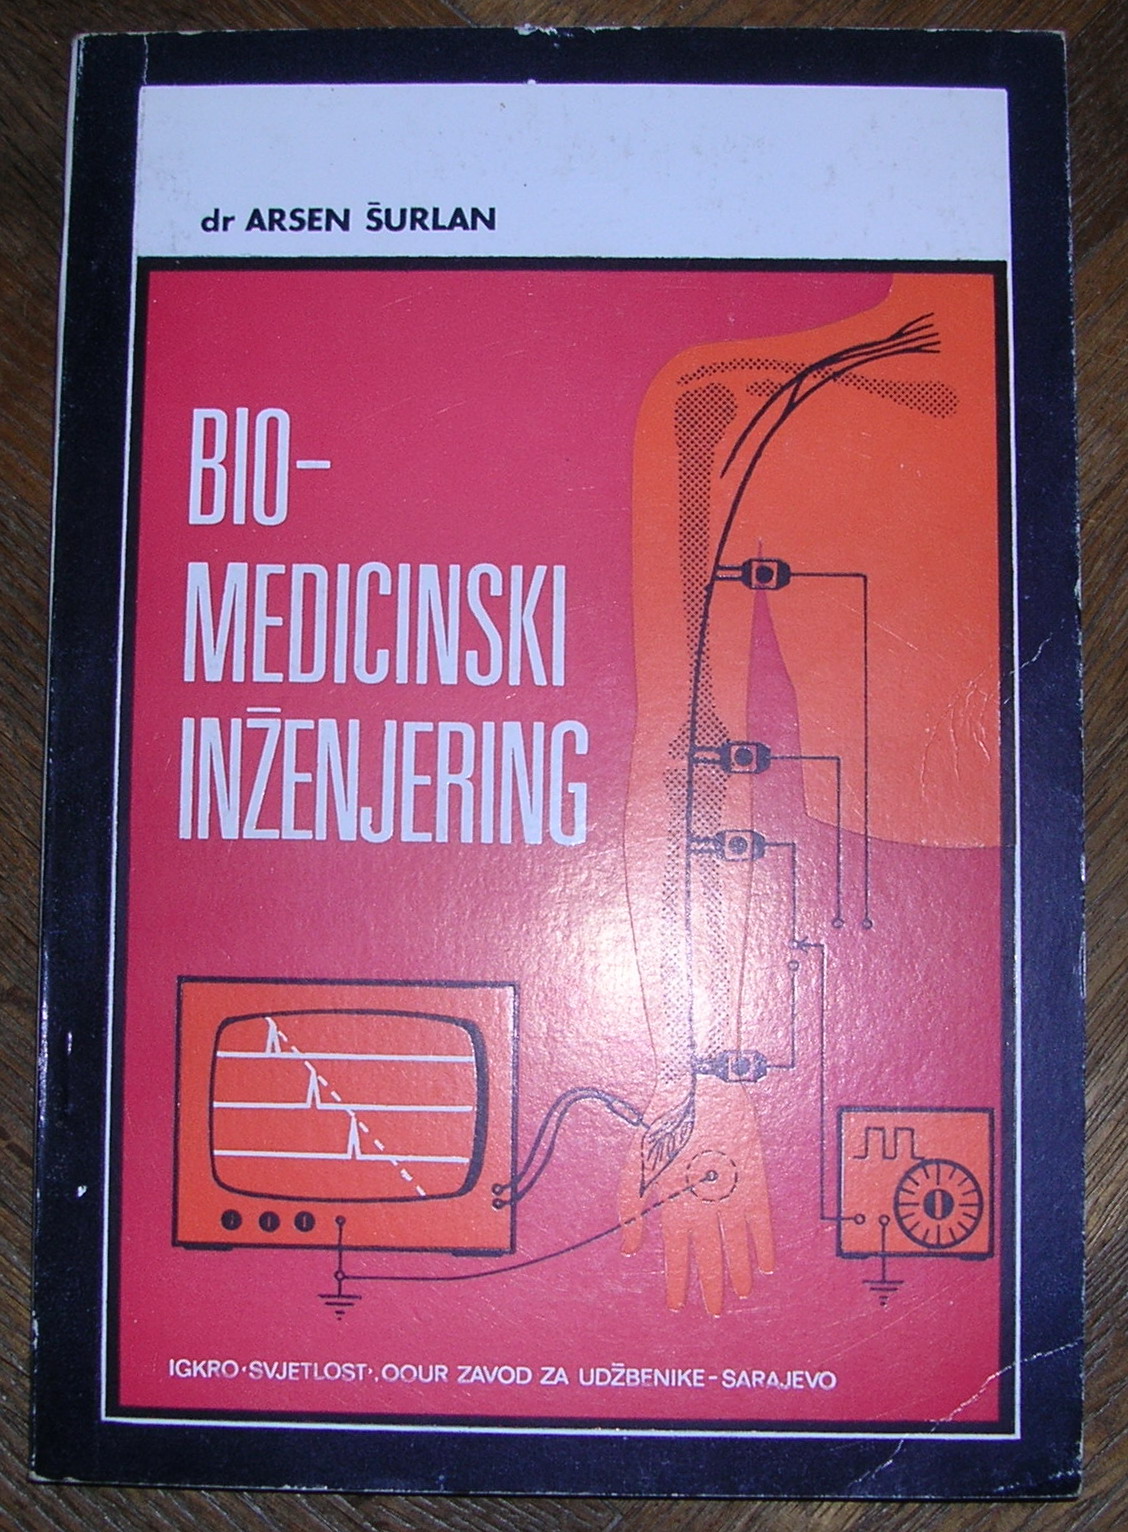 dr ARSEN ŠURLAN
BIO-
MEDICINSKI
INŽENJERING
IGKRO «SVJETLOST», OOUR ZAVOD ZA UDŽBENIKE - SARAJEVO